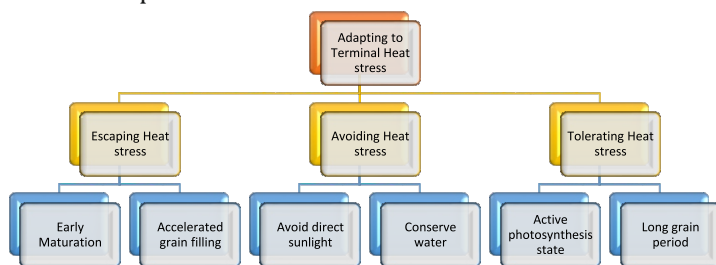 Adapting to
Terminal Heat
stress
Escaping Heat
stress
Avoiding Heat
stress
Tolerating Heat
stress
Early
Maturation
Accelerated
grain filling
Avoid direct
sunlight
Conserve
water
Active
photosynthesis
state
Long grain
period